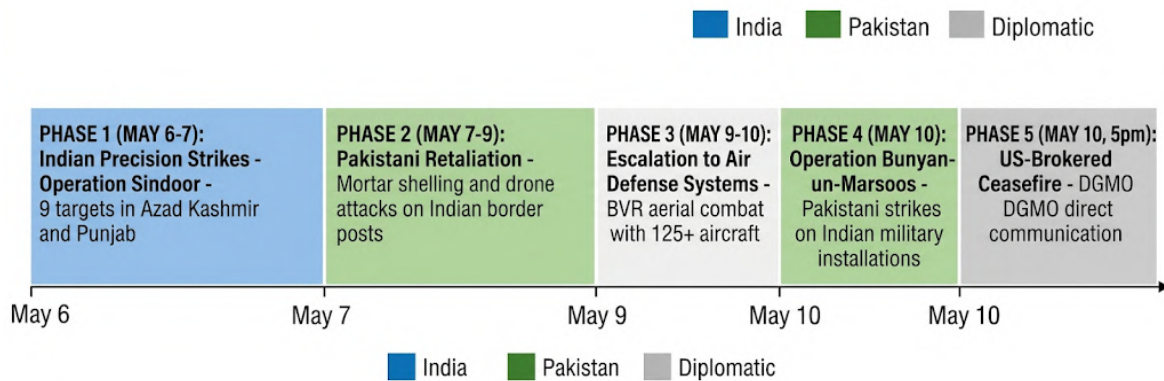 India Pakistan Diplomatic
PHASE 1 (MAY 6-7):
Indian Precision Strikes -
Operation Sindoor -
9 targets in Azad Kashmir
and Punjab
PHASE 2 (MAY 7-9):
Pakistani Retaliation -
Mortar shelling and drone
attacks on Indian border
posts
PHASE 3 (MAY 9-10):
Escalation to Air
Defense Systems -
BVR aerial combat
with 125+ aircraft
PHASE 4 (MAY 10):
Operation Bunyan-
un-Marsoos -
Pakistani strikes
on Indian military
installations
PHASE 5 (MAY 10, 5pm):
US-Brokered
Ceasefire - DGMO
DGMO direct
communication
May 6 May 7 May 9 May 10 May 10
India Pakistan Diplomatic